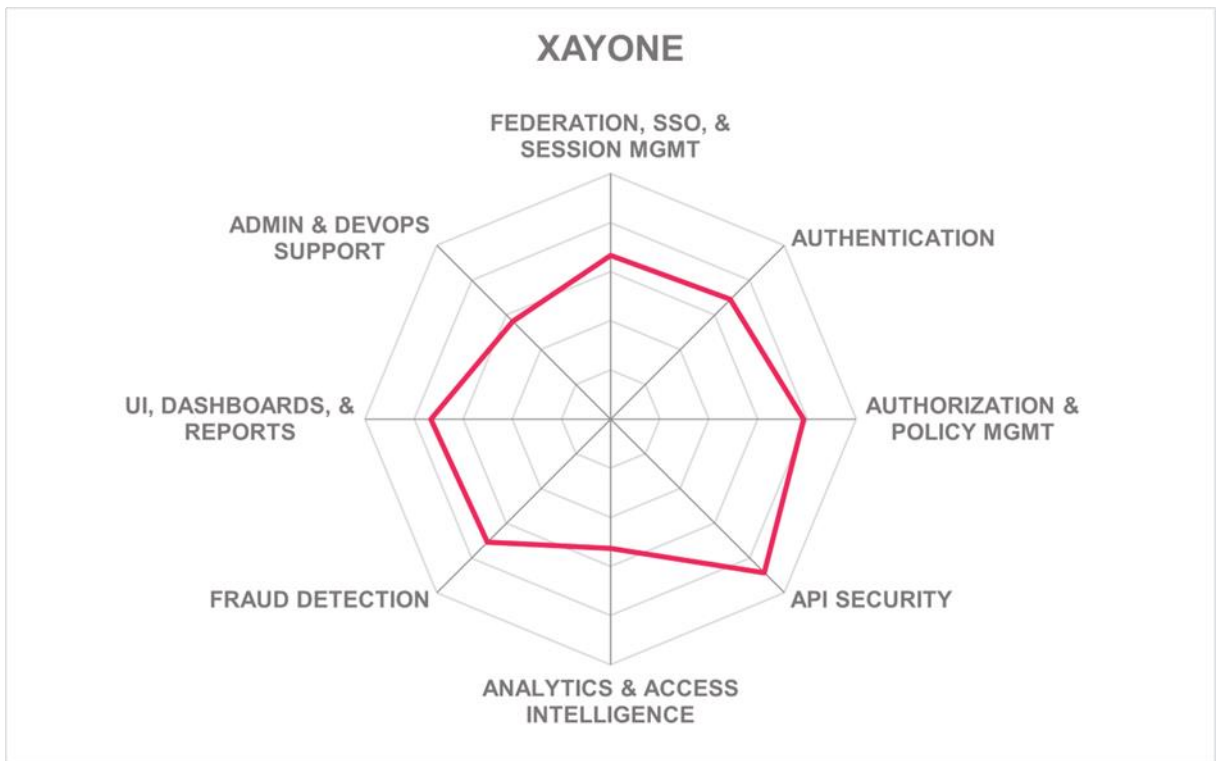 XAYONE
FEDERATION, SSO, &
SESSION MGMT
ADMIN & DEVOPS
SUPPORT
AUTHENTICATION
UI, DASHBOARDS, &
REPORTS
AUTHORIZATION &
POLICY MGMT
FRAUD DETECTION
API SECURITY
ANALYTICS & ACCESS
INTELLIGENCE